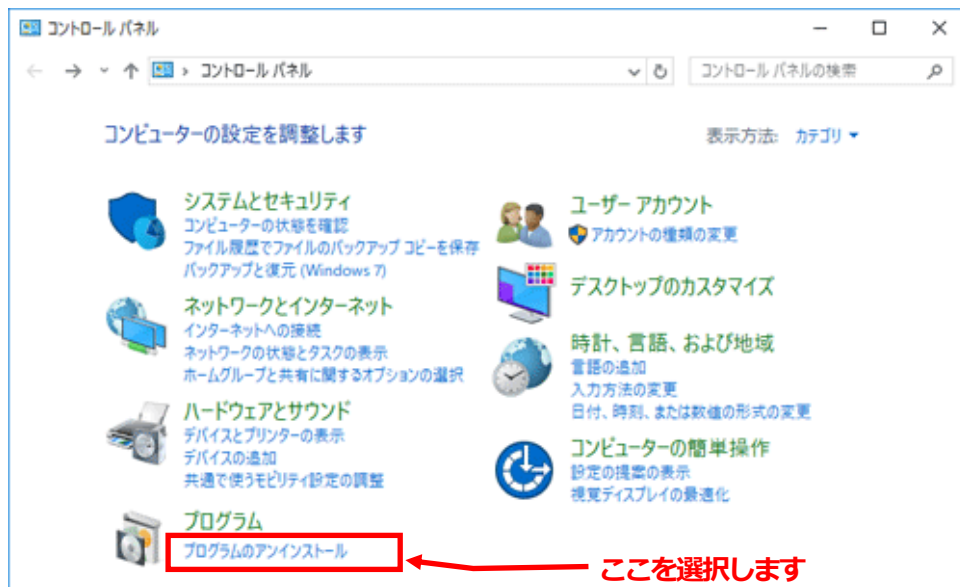 コントロール パネル
コントロール パネル
コントロール パネルの検索
コンピューターの設定を調整します
表示方法: カテゴリ
システムとセキュリティ
コンピューターの状態を確認
ファイル履歴でファイルのバックアップ コピーを保存
バックアップと復元 (Windows 7)
ネットワークとインターネット
インターネットへの接続
ネットワークの状態とタスクの表示
ホームグループと共有に関するオプションの選択
ハードウェアとサウンド
デバイスとプリンターの表示
デバイスの追加
共通で使うモビリティ設定の調整
プログラム
プログラムのアンインストール
ユーザー アカウント
アカウントの種類の変更
デスクトップのカスタマイズ
時計、言語、および地域
言語の追加
入力方法の変更
日付、時刻、または数値の形式の変更
コンピューターの簡単操作
設定の提案の表示
視覚ディスプレイの最適化
ここを選択します